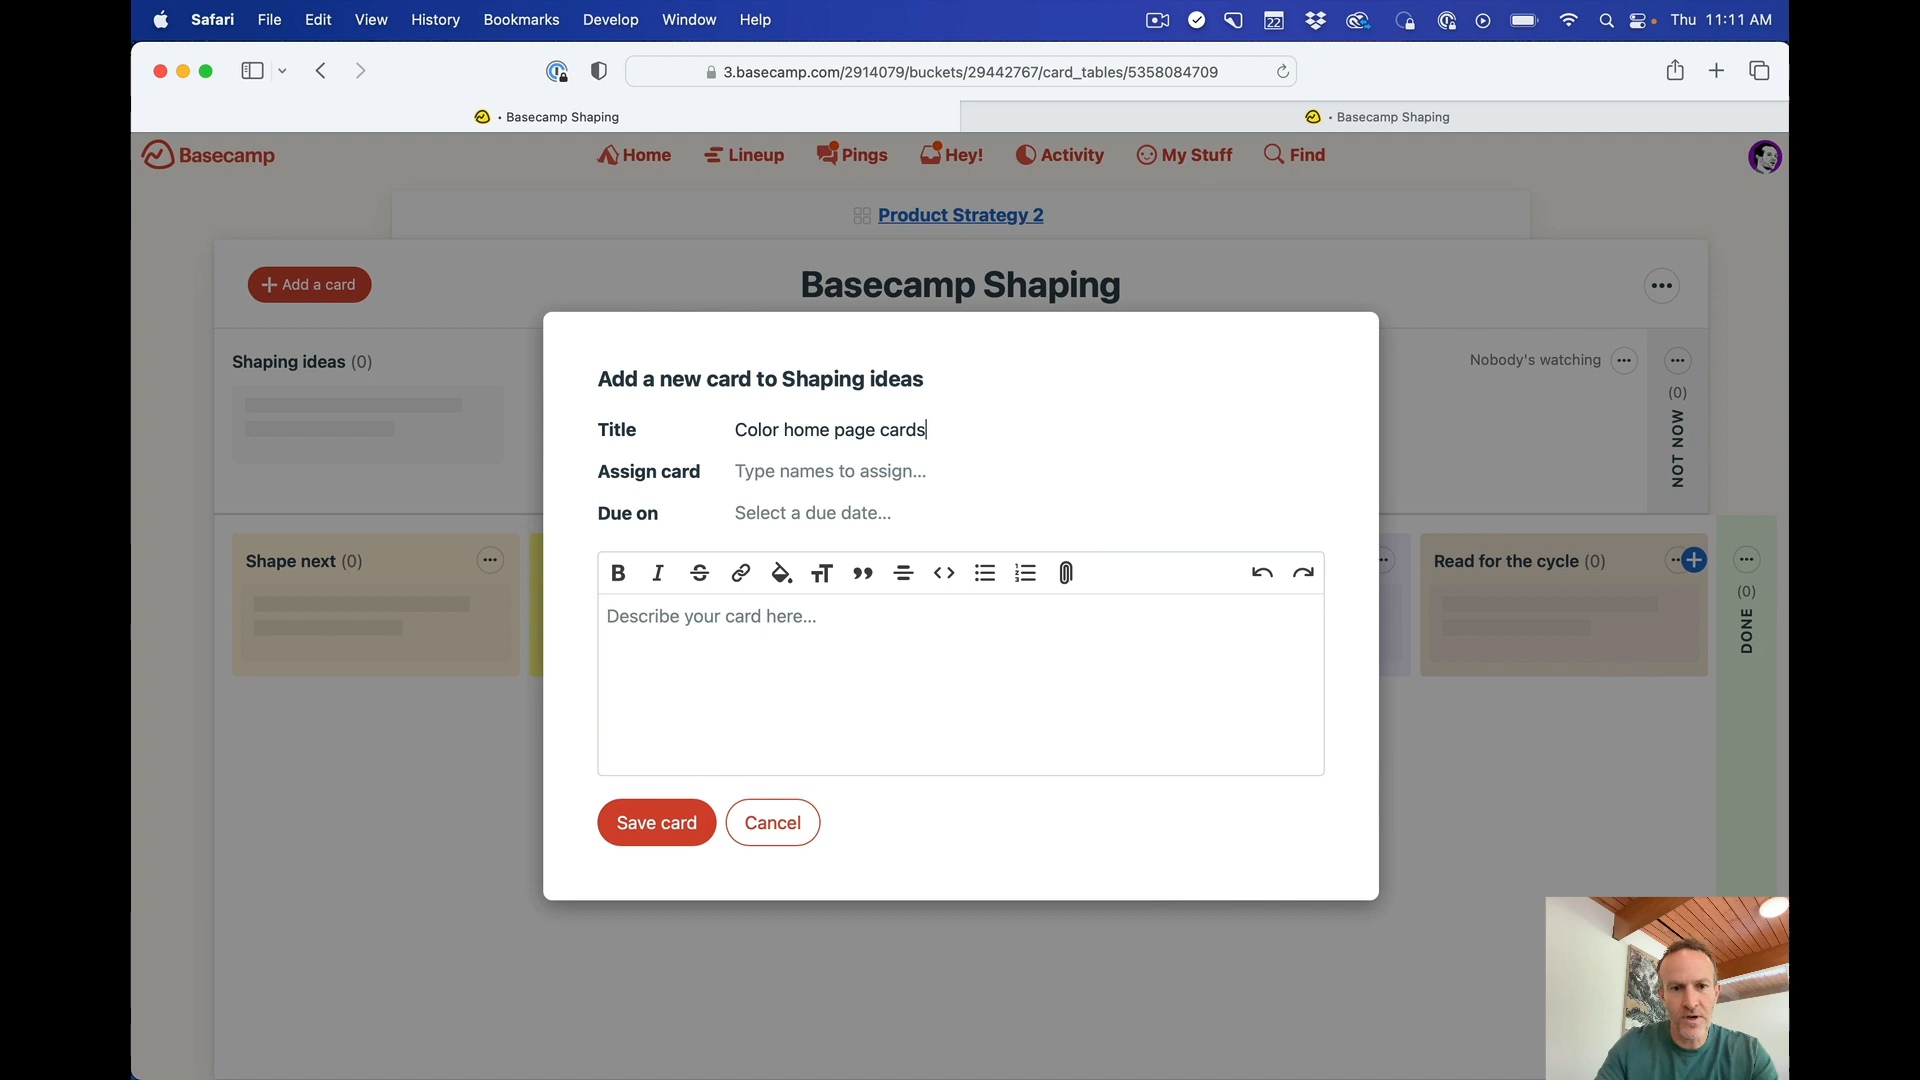 Safari File Edit View History Bookmarks Develop Window Help 22 Thu 11:11 AM
3.basecamp.com/2914079/buckets/29442767/card_tables/5358084709
• Basecamp Shaping
• Basecamp Shaping
Basecamp Home Lineup Pings Hey! Activity My Stuff Find
Product Strategy 2
+ Add a card
Basecamp Shaping
Shaping ideas (0)
Nobody's watching
(0)
NOT NOW
Add a new card to Shaping ideas
Title Color home page cards
Assign card Type names to assign...
Due on Select a due date...
Describe your card here...
Save card Cancel
Shape next (0)
Read for the cycle (0)
(0)
DONE